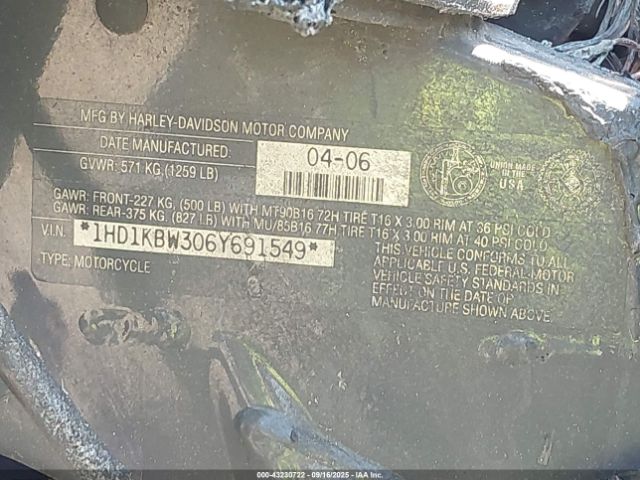 MFG BY HARLEY-DAVIDSON MOTOR COMPANY
DATE MANUFACTURED:
04-06
GVWR: 571 KG,(1259 LB)
UNION MADE
IN
USA
GAWR: FRONT-227 KG, (500 LB) WITH MT90B16 72H TIRE T16 X 3.00 RIM AT 36 PSI COLD
GAWR: REAR-375 KG, (827 LB) WITH MU/85B16 77H TIRE T16 X 3.00 RIM AT 40 PSI COLD
V.I.N. *1HD1KBW306Y691549*
THIS VEHICLE CONFORMS TO ALL
APPLICABLE U.S. FEDERAL MOTOR
VEHICLE SAFETY STANDARDS IN
EFFECT ON THE DATE OF
MANUFACTURE SHOWN ABOVE.
TYPE: MOTORCYCLE
000-43230722 - 09/16/2025 - IAAI.COM